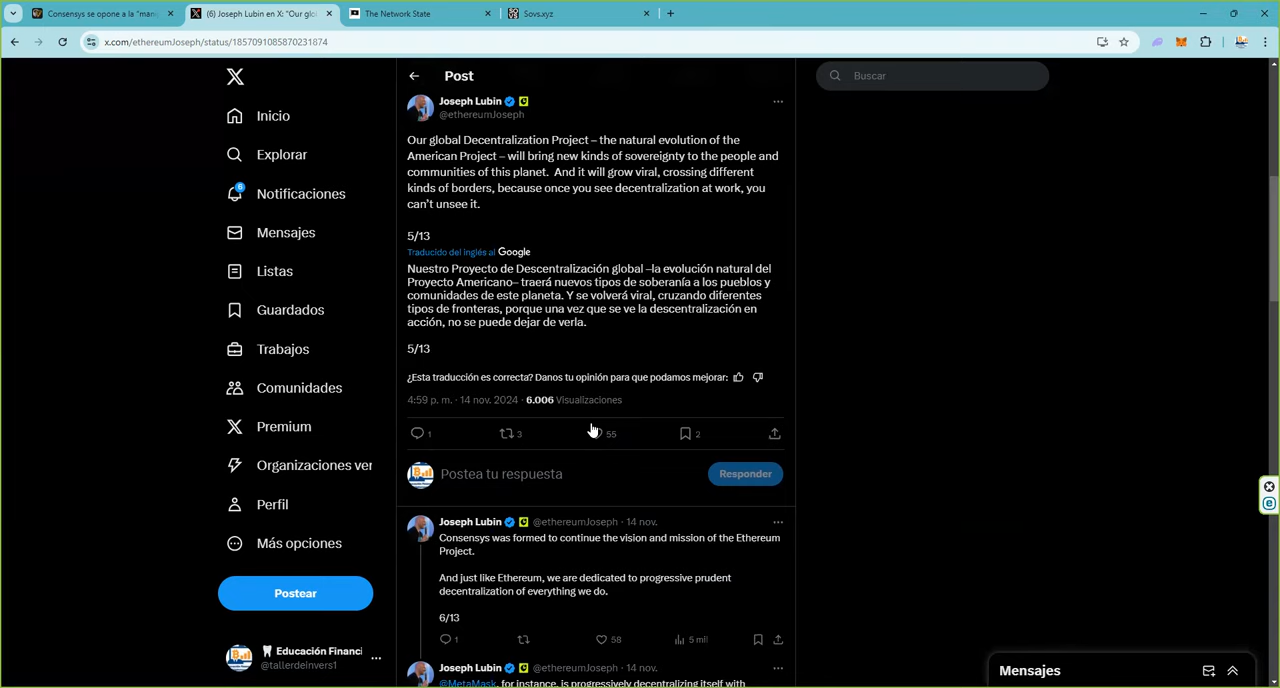 Consensys se opone a la "mane
(6) Joseph Lubin en X: "Our glo
The Network State
Sovs.xyz
x.com/ethereumJoseph/status/1857091085870231874
Inicio
Explorar
6
Notificaciones
Mensajes
Listas
Guardados
Trabajos
Comunidades
Premium
Organizaciones ver
Perfil
Más opciones
Postear
Educación Financi
@tallerdeinvers1
Post
Joseph Lubin
@ethereumJoseph
Our global Decentralization Project – the natural evolution of the
American Project – will bring new kinds of sovereignty to the people and
communities of this planet. And it will grow viral, crossing different
kinds of borders, because once you see decentralization at work, you
can't unsee it.
5/13
Traducido del inglés al Google
Nuestro Proyecto de Descentralización global –la evolución natural del
Proyecto Americano– traerá nuevos tipos de soberanía a los pueblos y
comunidades de este planeta. Y se volverá viral, cruzando diferentes
tipos de fronteras, porque una vez que se ve la descentralización en
acción, no se puede dejar de verla.
5/13
¿Esta traducción es correcta? Danos tu opinión para que podamos mejorar:
4:59 p. m. · 14 nov. 2024 · 6.006 Visualizaciones
1 3 55 2
Postea tu respuesta
Responder
Joseph Lubin @ethereumJoseph · 14 nov.
Consensys was formed to continue the vision and mission of the Ethereum
Project.
And just like Ethereum, we are dedicated to progressive prudent
decentralization of everything we do.
6/13
1 58 5 mil
Joseph Lubin @ethereumJoseph · 14 nov.
@MetaMask, for instance, is progressively decentralizing itself with
Buscar
Mensajes